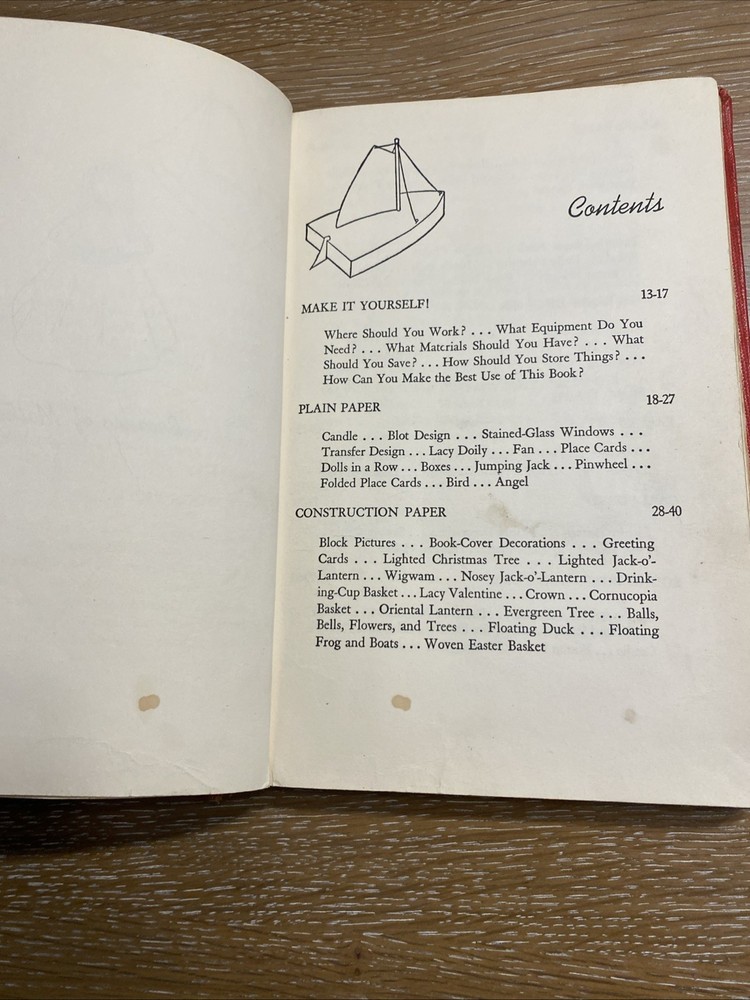 Contents
MAKE IT YOURSELF! 13-17
Where Should You Work? . . . What Equipment Do You
Need? . . . What Materials Should You Have? . . . What
Should You Save? . . . How Should You Store Things? . . .
How Can You Make the Best Use of This Book?
PLAIN PAPER 18-27
Candle . . . Blot Design . . . Stained-Glass Windows . . .
Transfer Design . . . Lacy Doily . . . Fan . . . Place Cards . . .
Dolls in a Row . . . Boxes . . . Jumping Jack . . . Pinwheel . . .
Folded Place Cards . . . Bird . . . Angel
CONSTRUCTION PAPER 28-40
Block Pictures . . . Book-Cover Decorations . . . Greeting
Cards . . . Lighted Christmas Tree . . . Lighted Jack-o'-
Lantern . . . Wigwam . . . Nosey Jack-o'-Lantern . . . Drink-
ing-Cup Basket . . . Lacy Valentine . . . Crown . . . Cornucopia
Basket . . . Oriental Lantern . . . Evergreen Tree . . . Balls,
Bells, Flowers, and Trees . . . Floating Duck . . . Floating
Frog and Boats . . . Woven Easter Basket